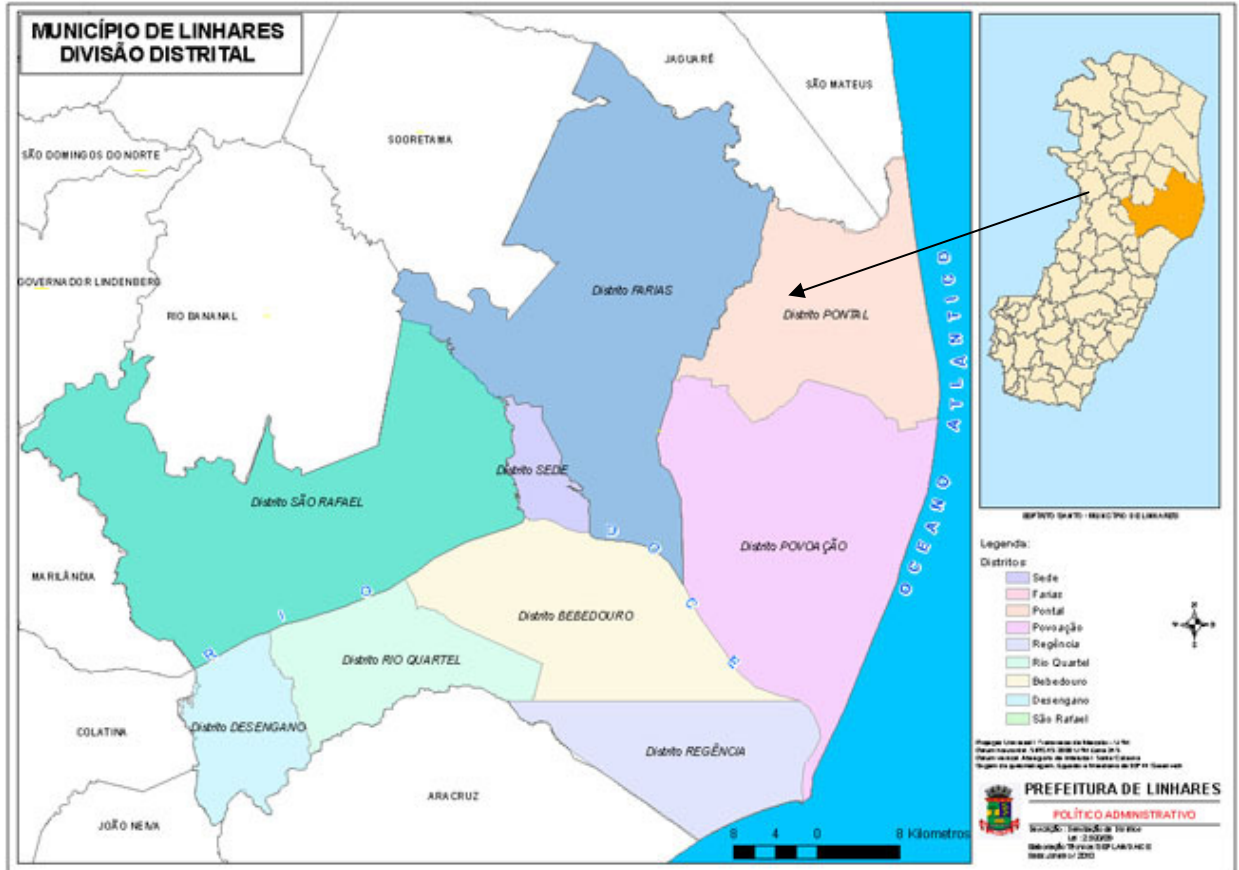 MUNICÍPIO DE LINHARES
DIVISÃO DISTRITAL
JAGUARÉ
SÃO MATEUS
SOORETAMA
SÃO DOMINGOS DO NORTE
GOVERNADOR LINDENBERG
RIO BANANAL
Distrito FARIAS
Distrito PONTAL
OCEANO ATLANTICO
Distrito SEDE
Distrito SÃO RAFAEL
Distrito POVOAÇÃO
MARILÂNDIA
RIO DOCE
Distrito BEBEDOURO
Distrito RIO QUARTEL
COLATINA
Distrito DESENGANO
Distrito REGÊNCIA
ARACRUZ
JOÃO NEIVA
8 4 0 8 Kilometros
Legenda:
Distritos
Sede
Farias
Pontal
Povoação
Regência
Rio Quartel
Bebedouro
Desengano
São Rafael
PREFEITURA DE LINHARES
POLÍTICO ADMINISTRATIVO